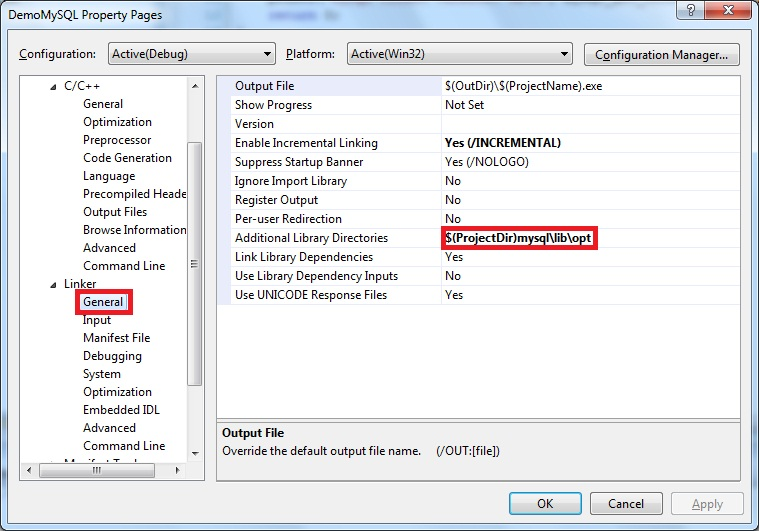 DemoMySQL Property Pages
Configuration: Active(Debug) Platform: Active(Win32) Configuration Manager...
C/C++
General
Optimization
Preprocessor
Code Generation
Language
Precompiled Heade
Output Files
Browse Information
Advanced
Command Line
Linker
General
Input
Manifest File
Debugging
System
Optimization
Embedded IDL
Advanced
Command Line
Output File $(OutDir)\$(ProjectName).exe
Show Progress Not Set
Version
Enable Incremental Linking Yes (/INCREMENTAL)
Suppress Startup Banner Yes (/NOLOGO)
Ignore Import Library No
Register Output No
Per-user Redirection No
Additional Library Directories $(ProjectDir)mysql\lib\opt
Link Library Dependencies Yes
Use Library Dependency Inputs No
Use UNICODE Response Files Yes
Output File
Override the default output file name. (/OUT:[file])
OK Cancel Apply